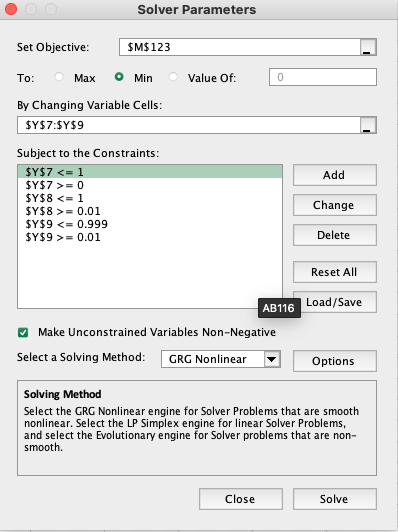 Solver Parameters
Set Objective: $M$123
To: Max Min Value Of: 0
By Changing Variable Cells:
$Y$7:$Y$9
Subject to the Constraints:
$Y$7 <= 1
$Y$7 >= 0
$Y$8 <= 1
$Y$8 >= 0.01
$Y$9 <= 0.999
$Y$9 >= 0.01
Add
Change
Delete
Reset All
AB116
Load/Save
Make Unconstrained Variables Non-Negative
Select a Solving Method: GRG Nonlinear Options
Solving Method
Select the GRG Nonlinear engine for Solver Problems that are smooth
nonlinear. Select the LP Simplex engine for linear Solver Problems,
and select the Evolutionary engine for Solver problems that are non-
smooth.
Close Solve